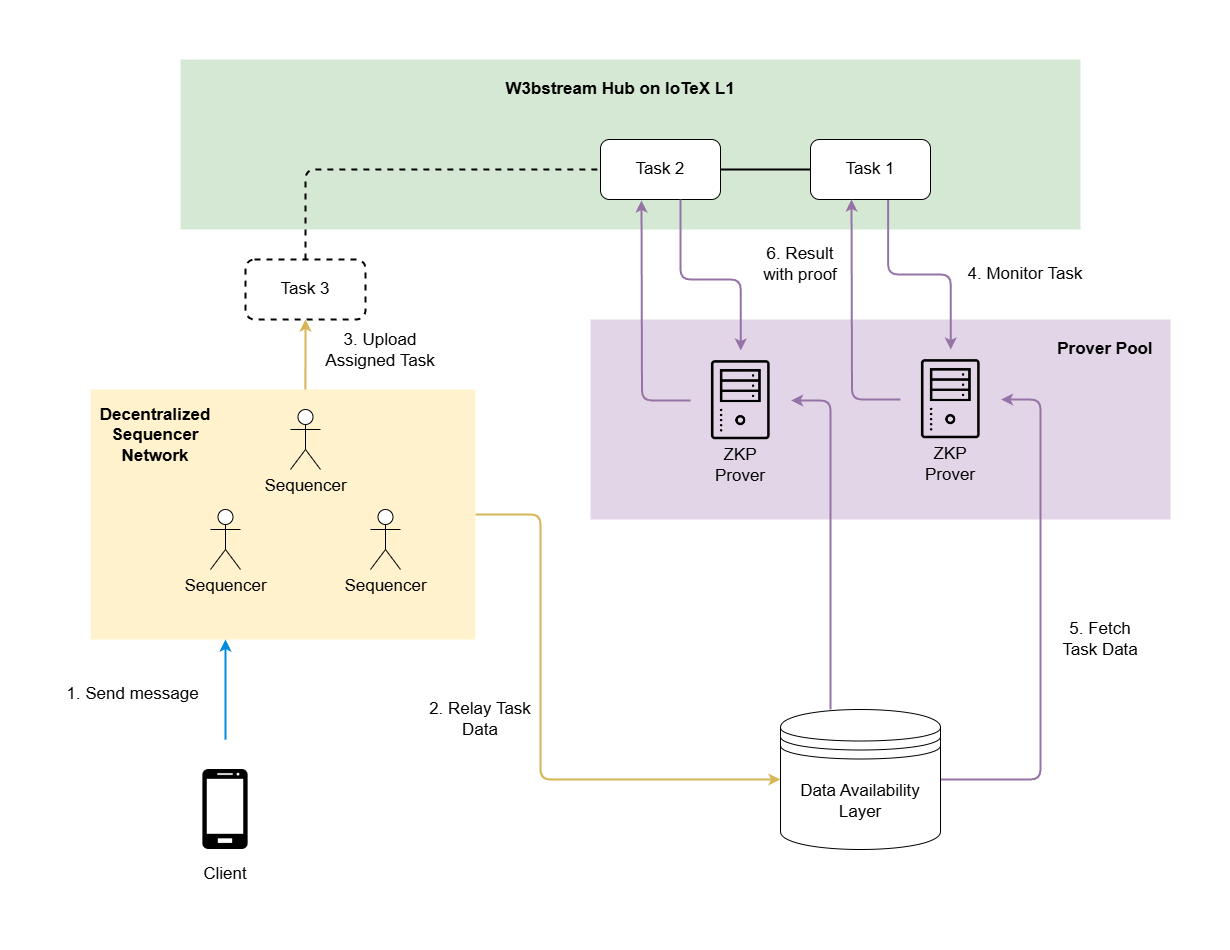 W3bstream Hub on IoTeX L1
Task 2
Task 1
6. Result
with proof
4. Monitor Task
Task 3
3. Upload
Assigned Task
Prover Pool
Decentralized
Sequencer
Network
Sequencer
ZKP
Prover
ZKP
Prover
Sequencer
Sequencer
5. Fetch
Task Data
1. Send message
2. Relay Task
Data
Data Availability
Layer
Client